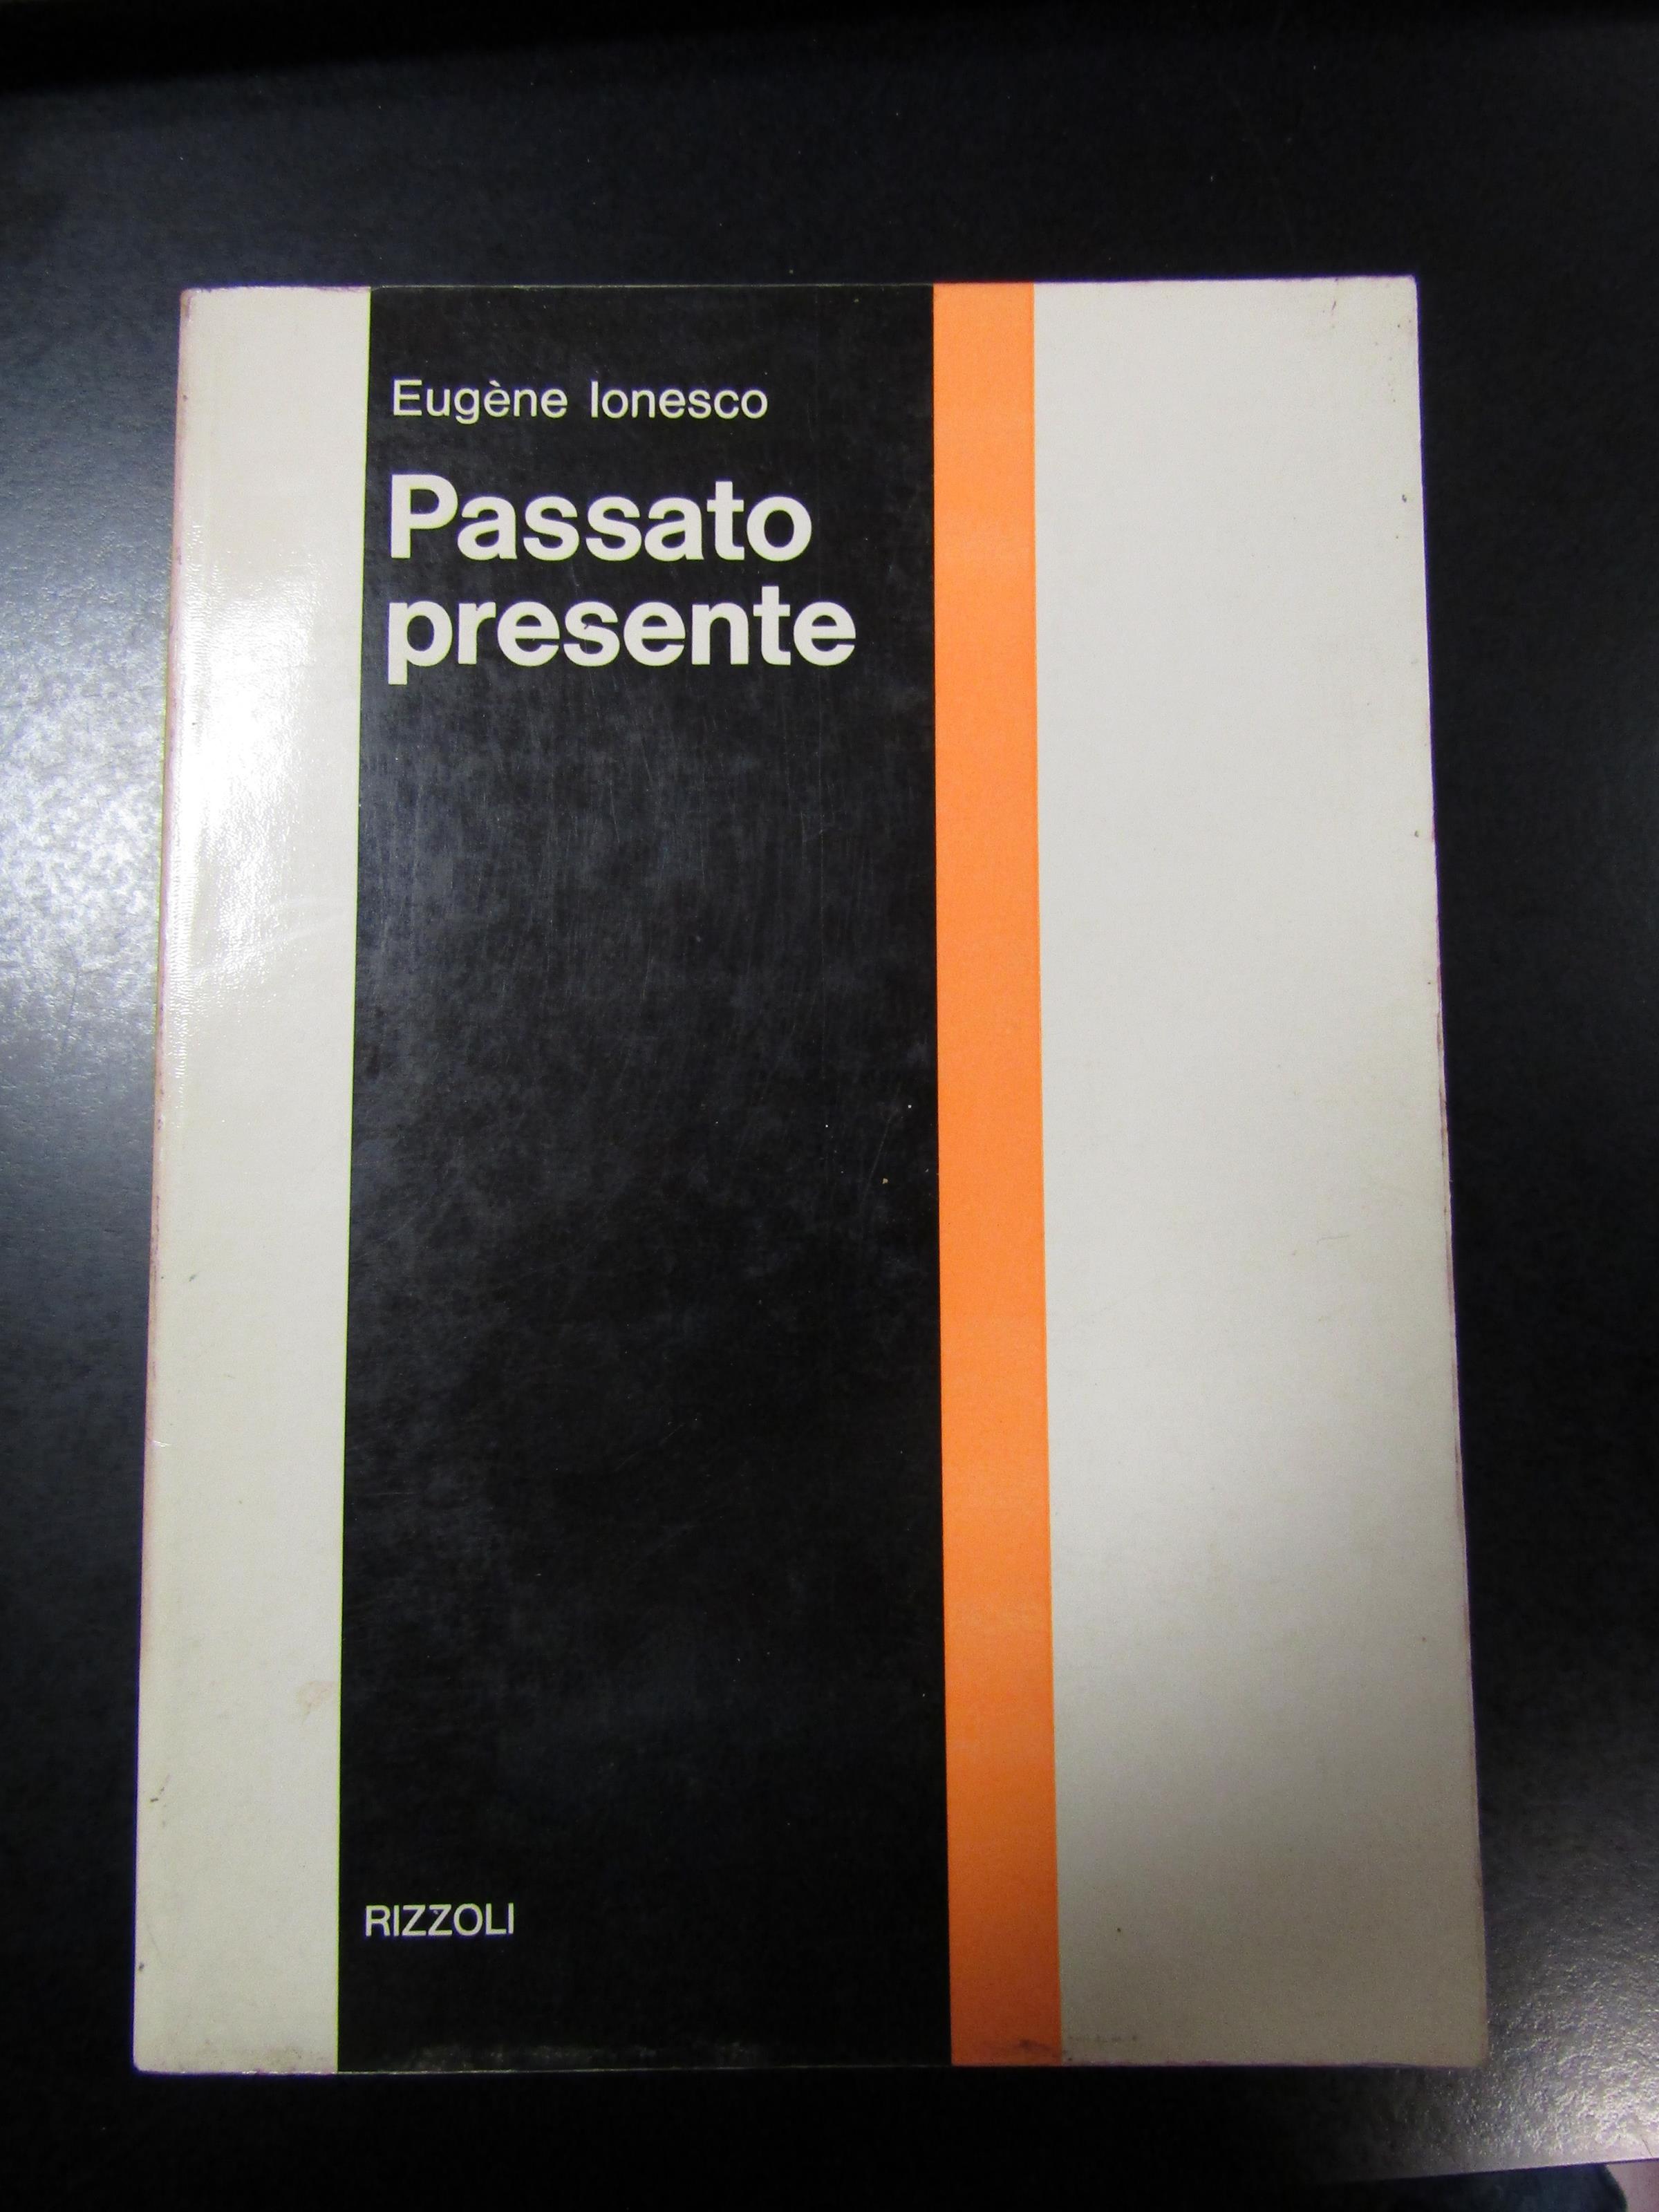 Eugène Ionesco
Passato
presente
RIZZOLI